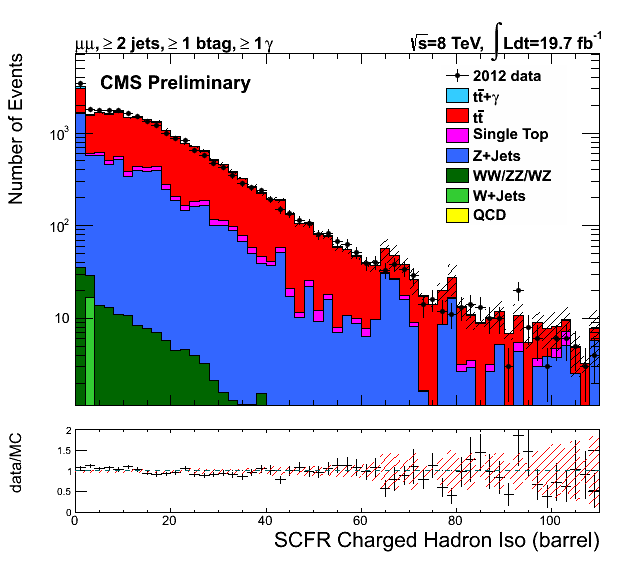 μμ, ≥ 2 jets, ≥ 1 btag, ≥ 1 γ
√s=8 TeV, ∫Ldt=19.7 fb⁻¹
CMS Preliminary
2012 data
tt̄+γ
tt̄
Single Top
Z+Jets
WW/ZZ/WZ
W+Jets
QCD
Number of Events
10³
10²
10
data/MC
2
1.5
1
0.5
0
0 20 40 60 80 100
SCFR Charged Hadron Iso (barrel)